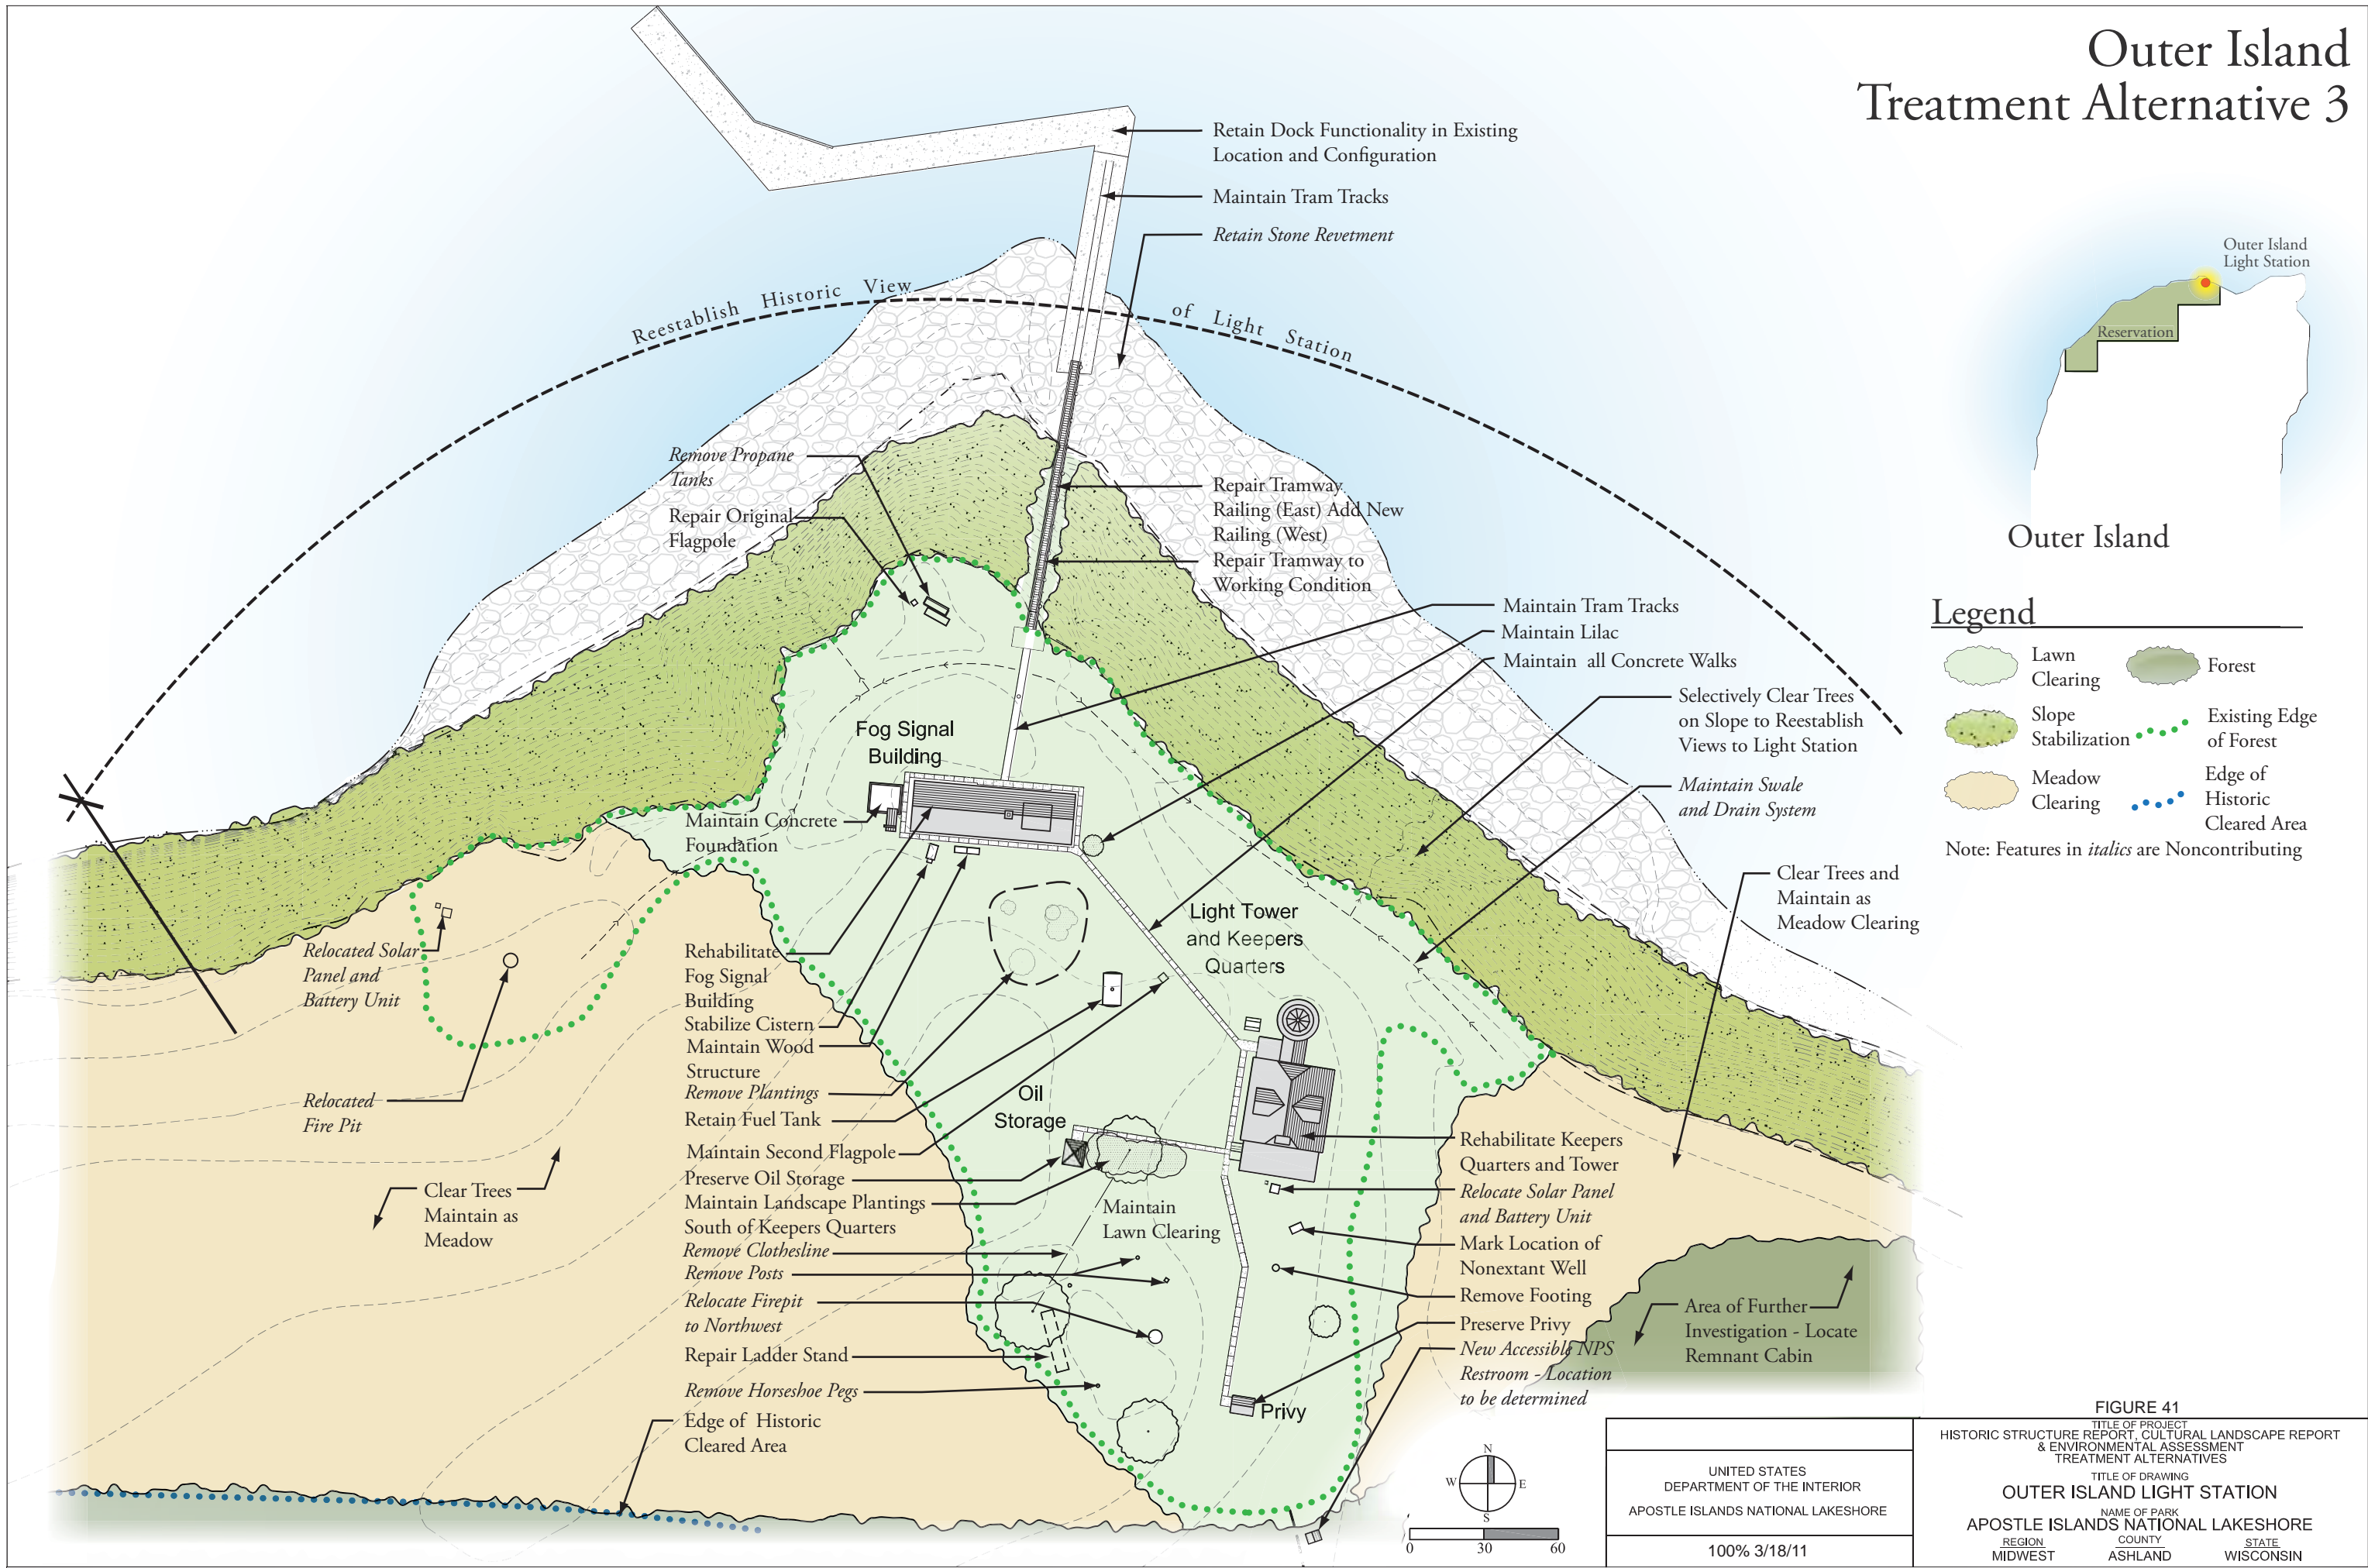 Outer Island
Treatment Alternative 3
Retain Dock Functionality in Existing
Location and Configuration
Maintain Tram Tracks
Retain Stone Revetment
Reestablish Historic View
of Light Station
Outer Island
Light Station
Reservation
Outer Island
Remove Propane
Tanks
Repair Original
Flagpole
Repair Tramway
Railing (East) Add New
Railing (West)
Repair Tramway to
Working Condition
Maintain Tram Tracks
Maintain Lilac
Maintain all Concrete Walks
Selectively Clear Trees
on Slope to Reestablish
Views to Light Station
Maintain Swale
and Drain System
Clear Trees and
Maintain as
Meadow Clearing
Legend
Lawn
Clearing
Forest
Slope
Stabilization
Existing Edge
of Forest
Meadow
Clearing
Edge of
Historic
Cleared Area
Note: Features in italics are Noncontributing
Fog Signal
Building
Maintain Concrete
Foundation
Light Tower
and Keepers
Quarters
Relocated Solar
Panel and
Battery Unit
Relocated
Fire Pit
Clear Trees
Maintain as
Meadow
Rehabilitate
Fog Signal
Building
Stabilize Cistern
Maintain Wood
Structure
Remove Plantings
Retain Fuel Tank
Oil
Storage
Maintain Second Flagpole
Preserve Oil Storage
Maintain Landscape Plantings
South of Keepers Quarters
Maintain
Lawn Clearing
Remove Clothesline
Remove Posts
Relocate Firepit
to Northwest
Repair Ladder Stand
Remove Horseshoe Pegs
Edge of Historic
Cleared Area
Rehabilitate Keepers
Quarters and Tower
Relocate Solar Panel
and Battery Unit
Mark Location of
Nonextant Well
Remove Footing
Preserve Privy
New Accessible NPS
Restroom - Location
to be determined
Privy
Area of Further
Investigation - Locate
Remnant Cabin
N
W
E
S
0 30 60
UNITED STATES
DEPARTMENT OF THE INTERIOR
APOSTLE ISLANDS NATIONAL LAKESHORE
100% 3/18/11
FIGURE 41
TITLE OF PROJECT
HISTORIC STRUCTURE REPORT, CULTURAL LANDSCAPE REPORT
& ENVIRONMENTAL ASSESSMENT
TREATMENT ALTERNATIVES
TITLE OF DRAWING
OUTER ISLAND LIGHT STATION
NAME OF PARK
APOSTLE ISLANDS NATIONAL LAKESHORE
REGION COUNTY STATE
MIDWEST ASHLAND WISCONSIN